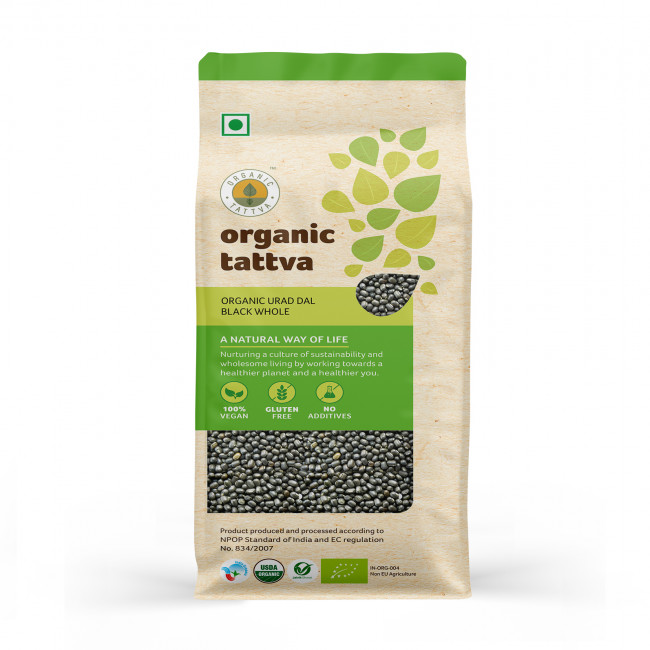 ORGANIC
TATTVA
organic
tattva
ORGANIC URAD DAL
BLACK WHOLE
A NATURAL WAY OF LIFE
Nurturing a culture of sustainability and
wholesome living by working towards a
healthier planet and a healthier you.
100%
VEGAN
GLUTEN
FREE
NO
ADDITIVES
Product produced and processed according to
NPOP Standard of India and EC regulation
No. 834/2007
USDA
ORGANIC
IN-ORG-004
Non EU Agriculture